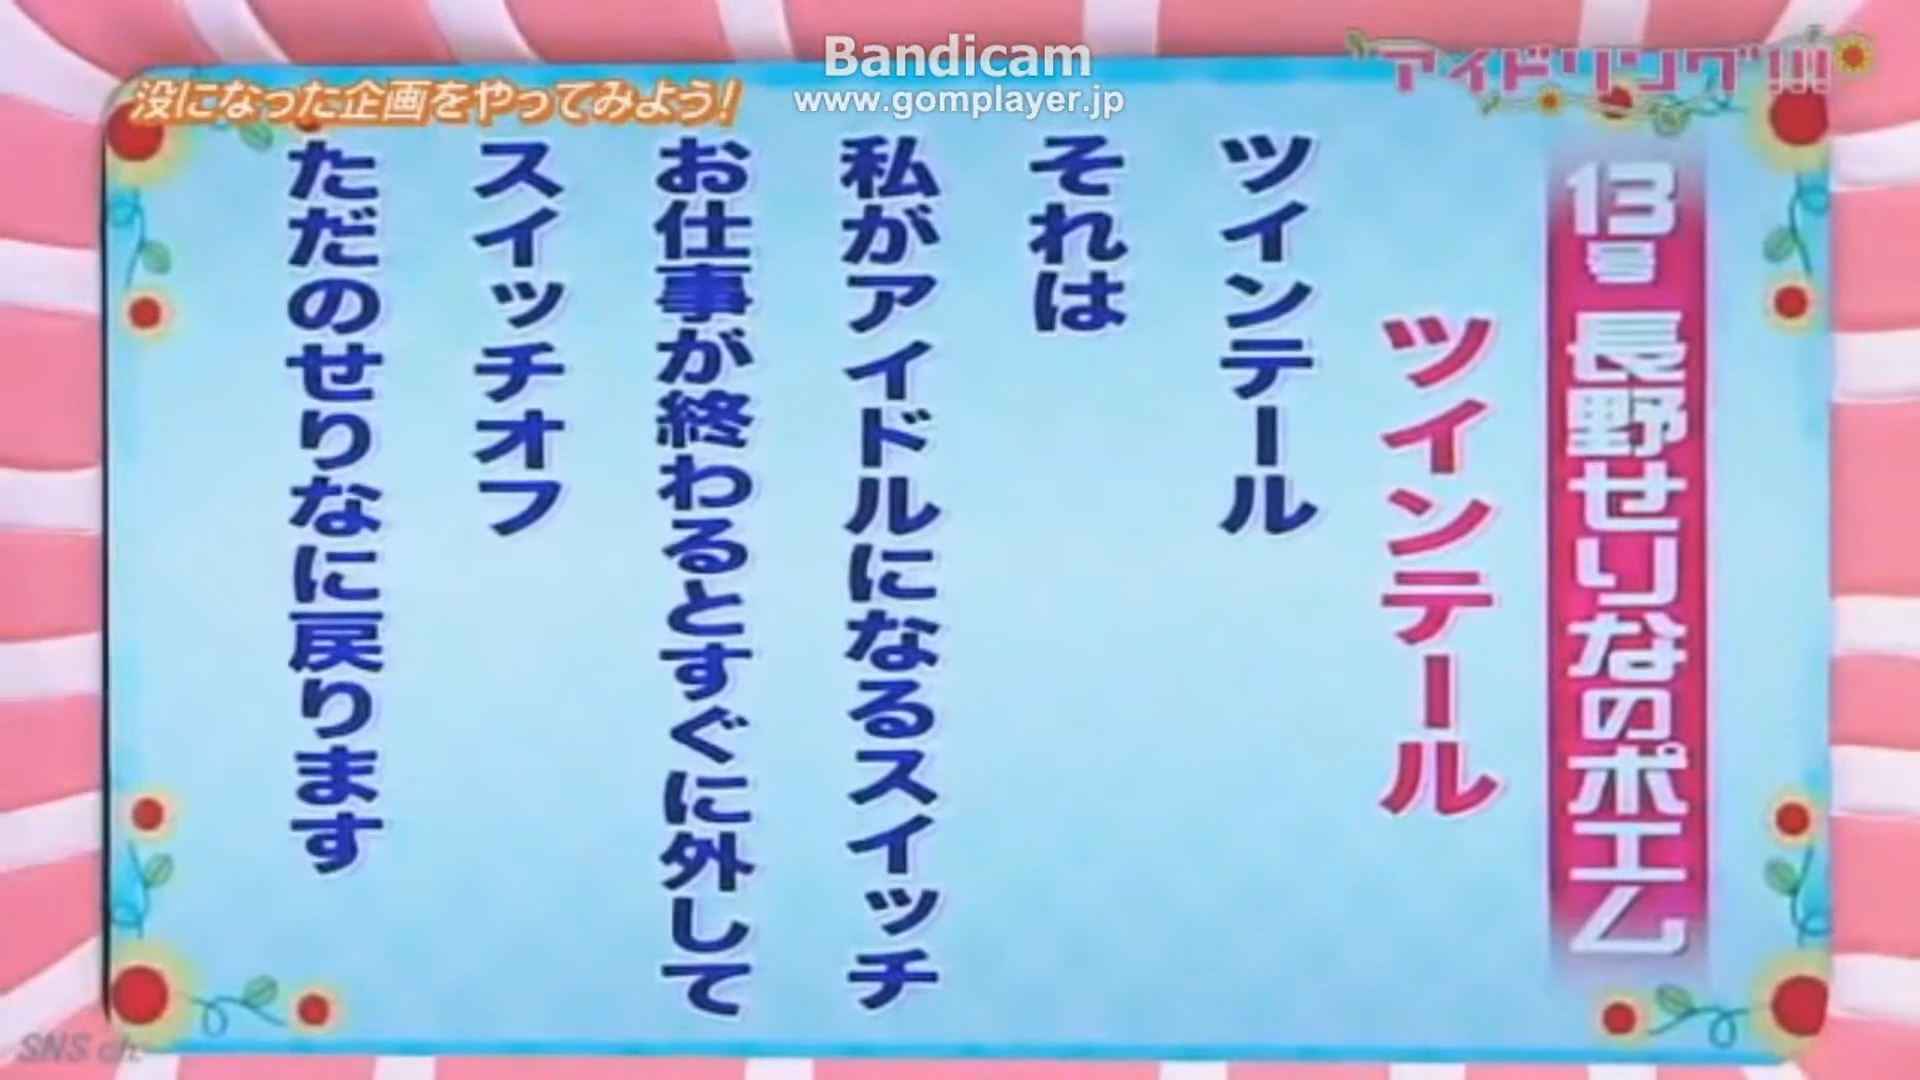 Bandicam
www.gomplayer.jp
アイドリング!!!
没になった企画をやってみよう!
13号 長野せりなのポエム
ツインテール
ツインテール
それは
私がアイドルになるスイッチ
お仕事が終わるとすぐに外して
スイッチオフ
ただのせりなに戻ります
SNS ch.